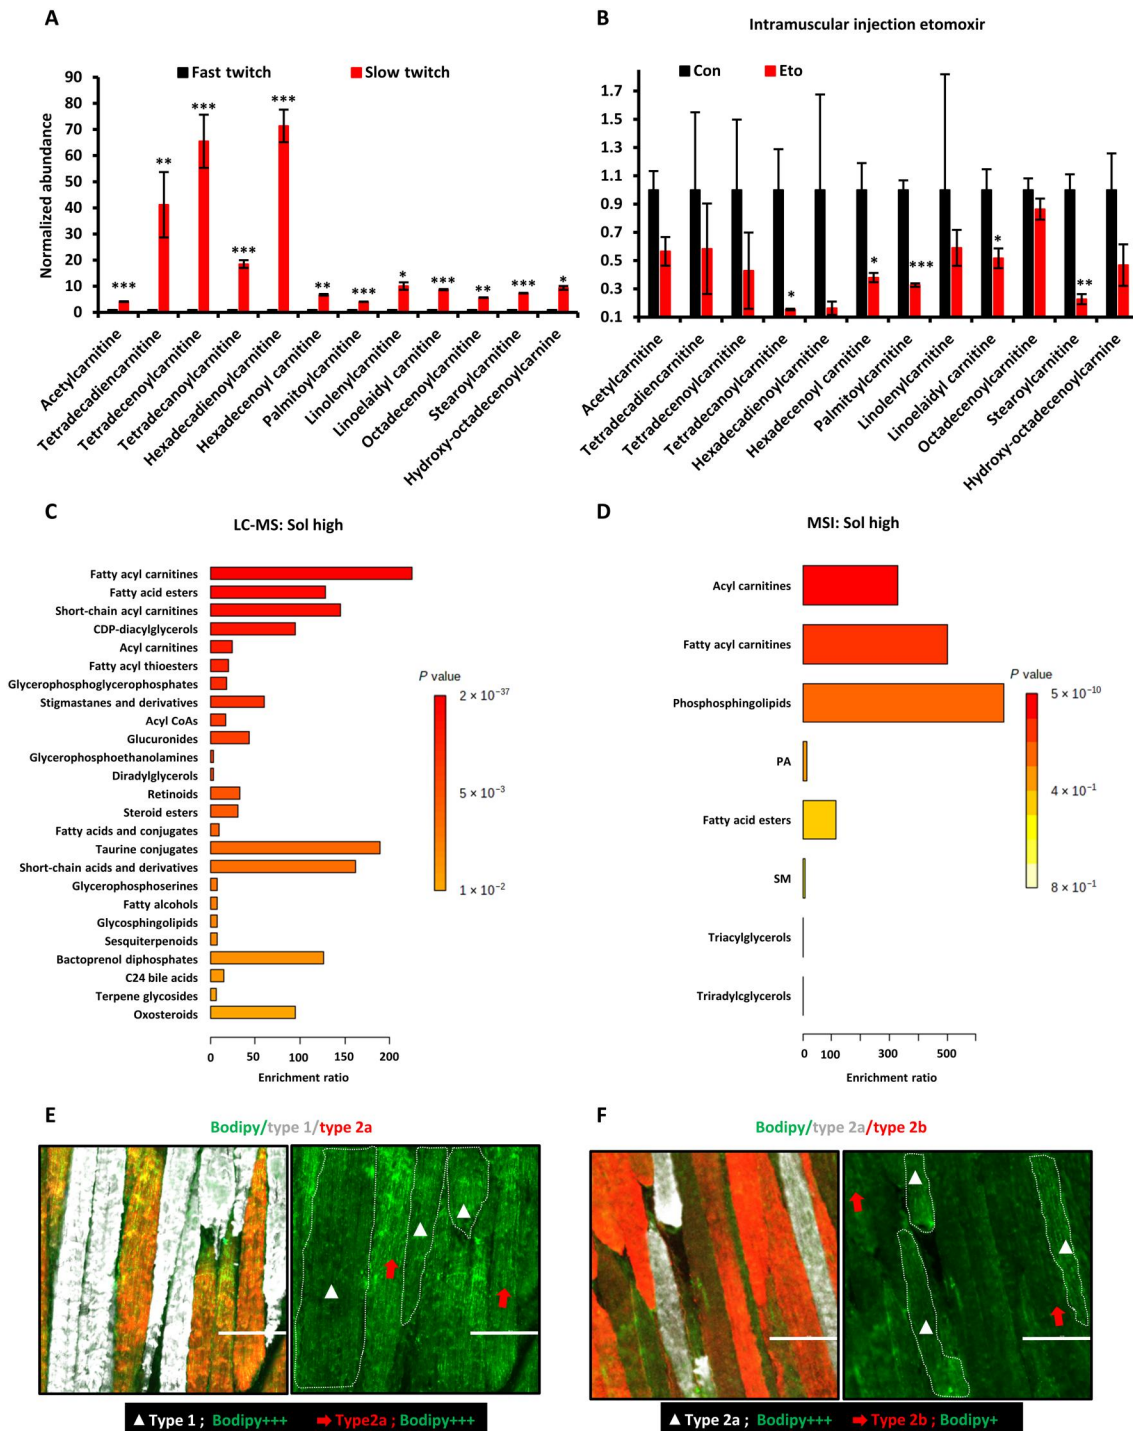 A
Fast twitch
Slow twitch
Normalized abundance
90
80
70
60
50
40
30
20
10
0
***
**
***
***
***
**
***
*
***
**
***
*
Acetylcarnitine
Tetradecadiencarnitine
Tetradecenoylcarnitine
Tetradecanoylcarnitine
Hexadecadienoylcarnitine
Hexadecenoyl carnitine
Palmitoylcarnitine
Linolenylcarnitine
Linoelaidyl carnitine
Octadecenoylcarnitine
Stearoylcarnitine
Hydroxy-octadecenoylcarnine
B
Intramuscular injection etomoxir
Con
Eto
1.7
1.5
1.3
1.1
0.9
0.7
0.5
0.3
0.1
*
*
***
*
**
Acetylcarnitine
Tetradecadiencarnitine
Tetradecenoylcarnitine
Tetradecanoylcarnitine
Hexadecadienoylcarnitine
Hexadecenoyl carnitine
Palmitoylcarnitine
Linolenylcarnitine
Linoelaidyl carnitine
Octadecenoylcarnitine
Stearoylcarnitine
Hydroxy-octadecenoylcarnine
C
LC-MS: Sol high
Fatty acyl carnitines
Fatty acid esters
Short-chain acyl carnitines
CDP-diacylglycerols
Acyl carnitines
Fatty acyl thioesters
Glycerophosphoglycerophosphates
Stigmastanes and derivatives
Acyl CoAs
Glucuronides
Glycerophosphoethanolamines
Diradylglycerols
Retinoids
Steroid esters
Fatty acids and conjugates
Taurine conjugates
Short-chain acids and derivatives
Glycerophosphoserines
Fatty alcohols
Glycosphingolipids
Sesquiterpenoids
Bactoprenol diphosphates
C24 bile acids
Terpene glycosides
Oxosteroids
0 50 100 150 200
Enrichment ratio
P value
2 × 10⁻³⁷
5 × 10⁻³
1 × 10⁻²
D
MSI: Sol high
Acyl carnitines
Fatty acyl carnitines
Phosphosphingolipids
PA
Fatty acid esters
SM
Triacylglycerols
Triradylcglycerols
0 100 300 500
Enrichment ratio
P value
5 × 10⁻¹⁰
4 × 10⁻¹
8 × 10⁻¹
E
Bodipy/type 1/type 2a
Type 1 ; Bodipy+++ Type2a ; Bodipy+++
F
Bodipy/type 2a/type 2b
Type 2a ; Bodipy+++ Type 2b ; Bodipy+